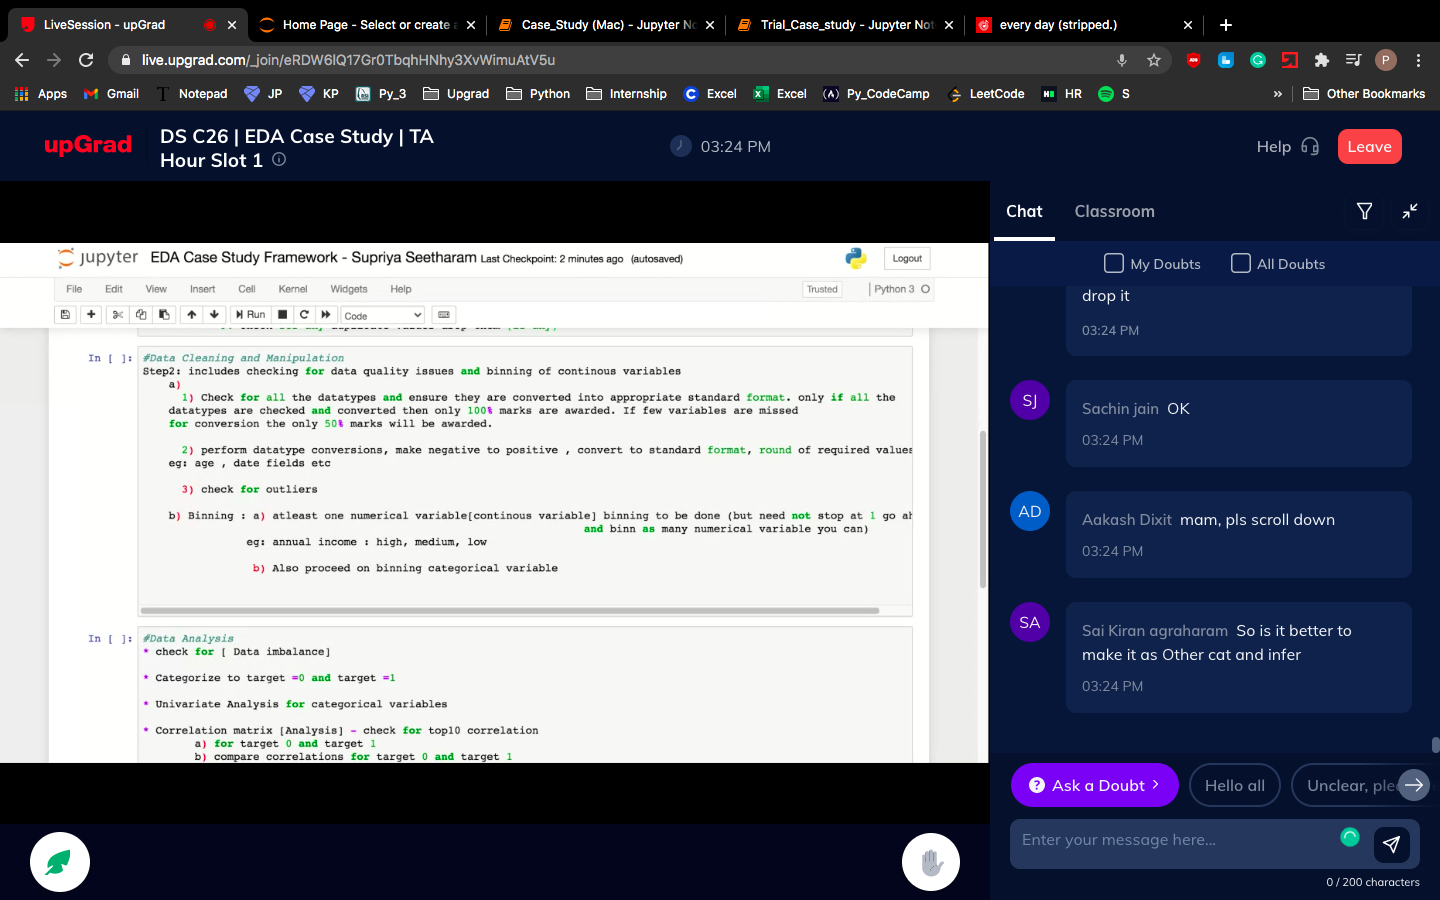 LiveSession - upGrad
Home Page - Select or create a
Case_Study (Mac) - Jupyter No
Trial_Case_study - Jupyter Not
every day (stripped.)
live.upgrad.com/_join/eRDW6lQ17Gr0TbqhHNhy3XvWimuAtV5u
P
Apps
Gmail
Notepad
JP
KP
Py_3
Upgrad
Python
Internship
Excel
Excel
Py_CodeCamp
LeetCode
HR
S
»
Other Bookmarks
upGrad
DS C26 | EDA Case Study | TA
Hour Slot 1
03:24 PM
Help
Leave
jupyter
EDA Case Study Framework - Supriya Seetharam Last Checkpoint: 2 minutes ago (autosaved)
Logout
File Edit View Insert Cell Kernel Widgets Help
Trusted
Python 3
Run
Code
In [ ]:
#Data Cleaning and Manipulation
Step2: includes checking for data quality issues and binning of continous variables
a)
1) Check for all the datatypes and ensure they are converted into appropriate standard format. only if all the
datatypes are checked and converted then only 100% marks are awarded. If few variables are missed
for conversion the only 50% marks will be awarded.
2) perform datatype conversions, make negative to positive , convert to standard format, round of required values
eg: age , date fields etc
3) check for outliers
b) Binning : a) atleast one numerical variable[continous variable] binning to be done (but need not stop at 1 go ah
and binn as many numerical variable you can)
eg: annual income : high, medium, low
b) Also proceed on binning categorical variable
In [ ]:
#Data Analysis
* check for [ Data imbalance]
* Categorize to target =0 and target =1
* Univariate Analysis for categorical variables
* Correlation matrix [Analysis] - check for top10 correlation
a) for target 0 and target 1
b) compare correlations for target 0 and target 1
Chat
Classroom
My Doubts
All Doubts
drop it
03:24 PM
SJ
Sachin jain OK
03:24 PM
AD
Aakash Dixit mam, pls scroll down
03:24 PM
SA
Sai Kiran agraharam So is it better to
make it as Other cat and infer
03:24 PM
Ask a Doubt
Hello all
Unclear, ple
Enter your message here...
0 / 200 characters